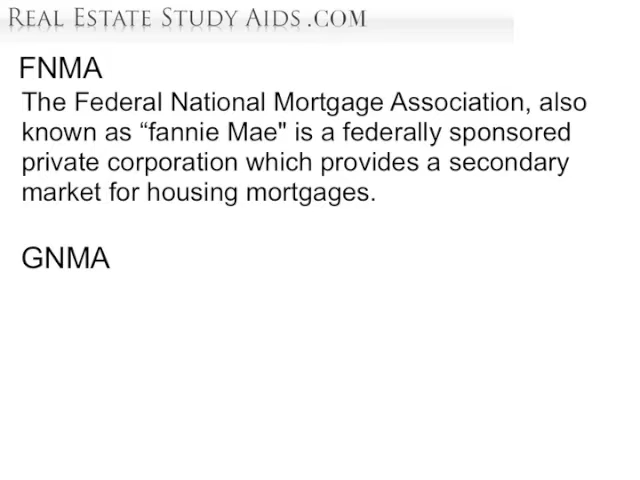 Real Estate Study Aids .com
FNMA
The Federal National Mortgage Association, also
known as “fannie Mae" is a federally sponsored
private corporation which provides a secondary
market for housing mortgages.
GNMA